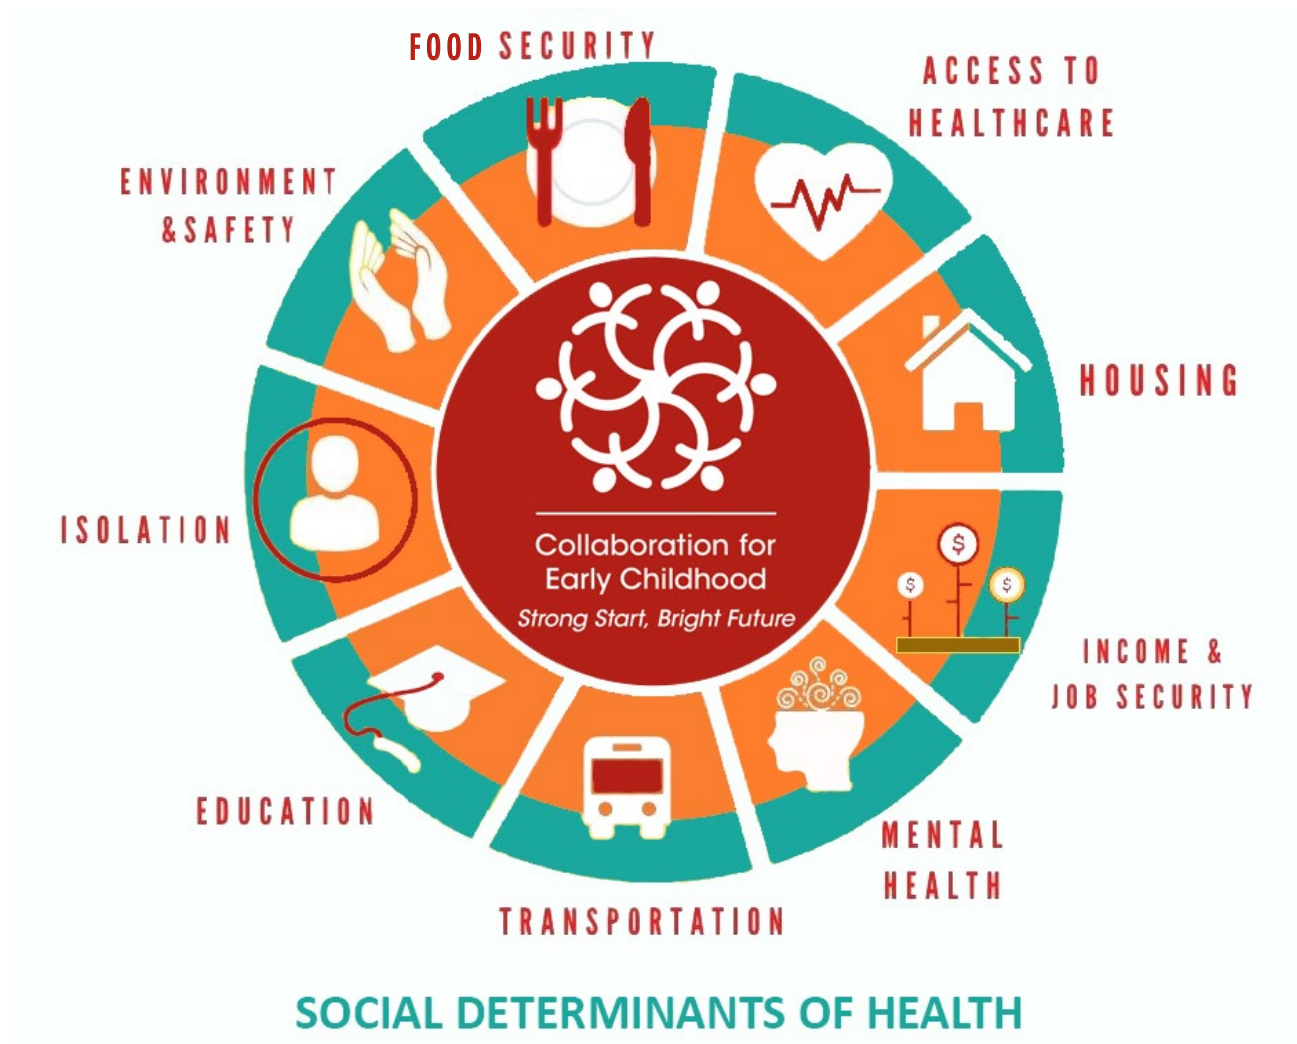 FOOD SECURITY
ACCESS TO
HEALTHCARE
ENVIRONMENT
&SAFETY
HOUSING
ISOLATION
Collaboration for
Early Childhood
Strong Start, Bright Future
$
$
$
INCOME &
JOB SECURITY
EDUCATION
MENTAL
HEALTH
TRANSPORTATION
SOCIAL DETERMINANTS OF HEALTH